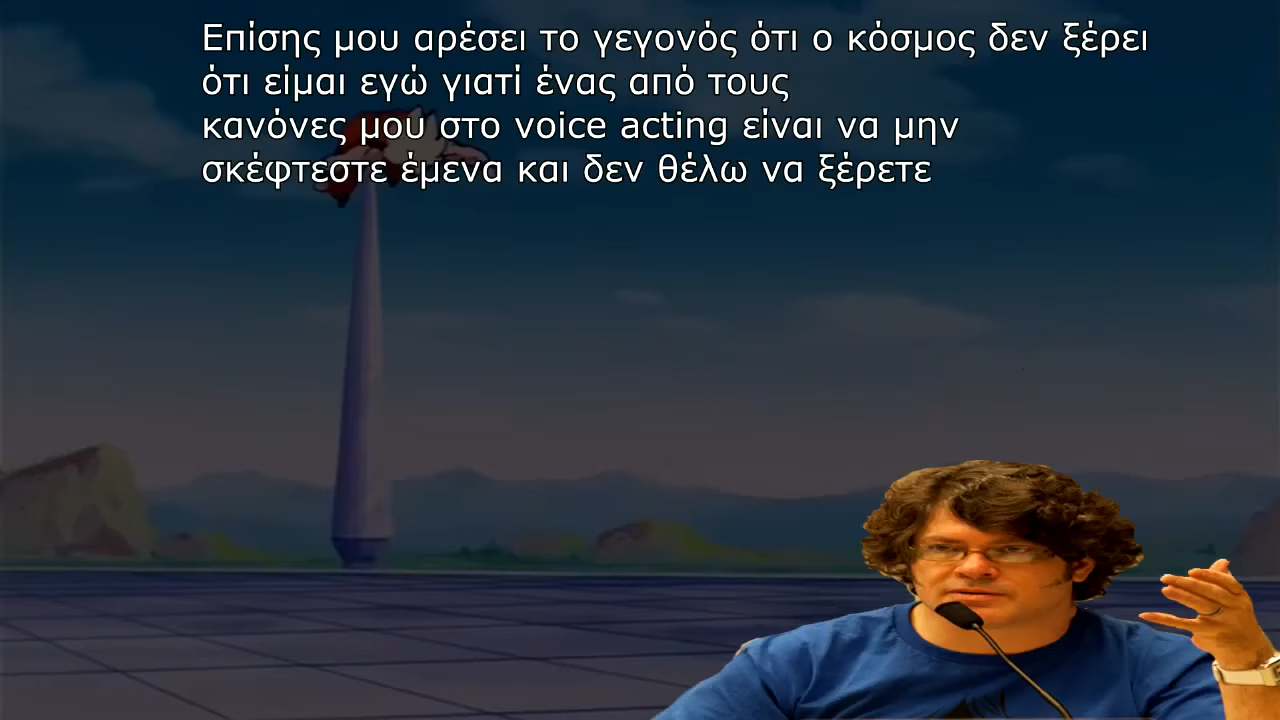 Επίσης μου αρέσει το γεγονός ότι ο κόσμος δεν ξέρει
ότι είμαι εγώ γιατί ένας από τους
κανόνες μου στο voice acting είναι να μην
σκέφτεστε έμενα και δεν θέλω να ξέρετε